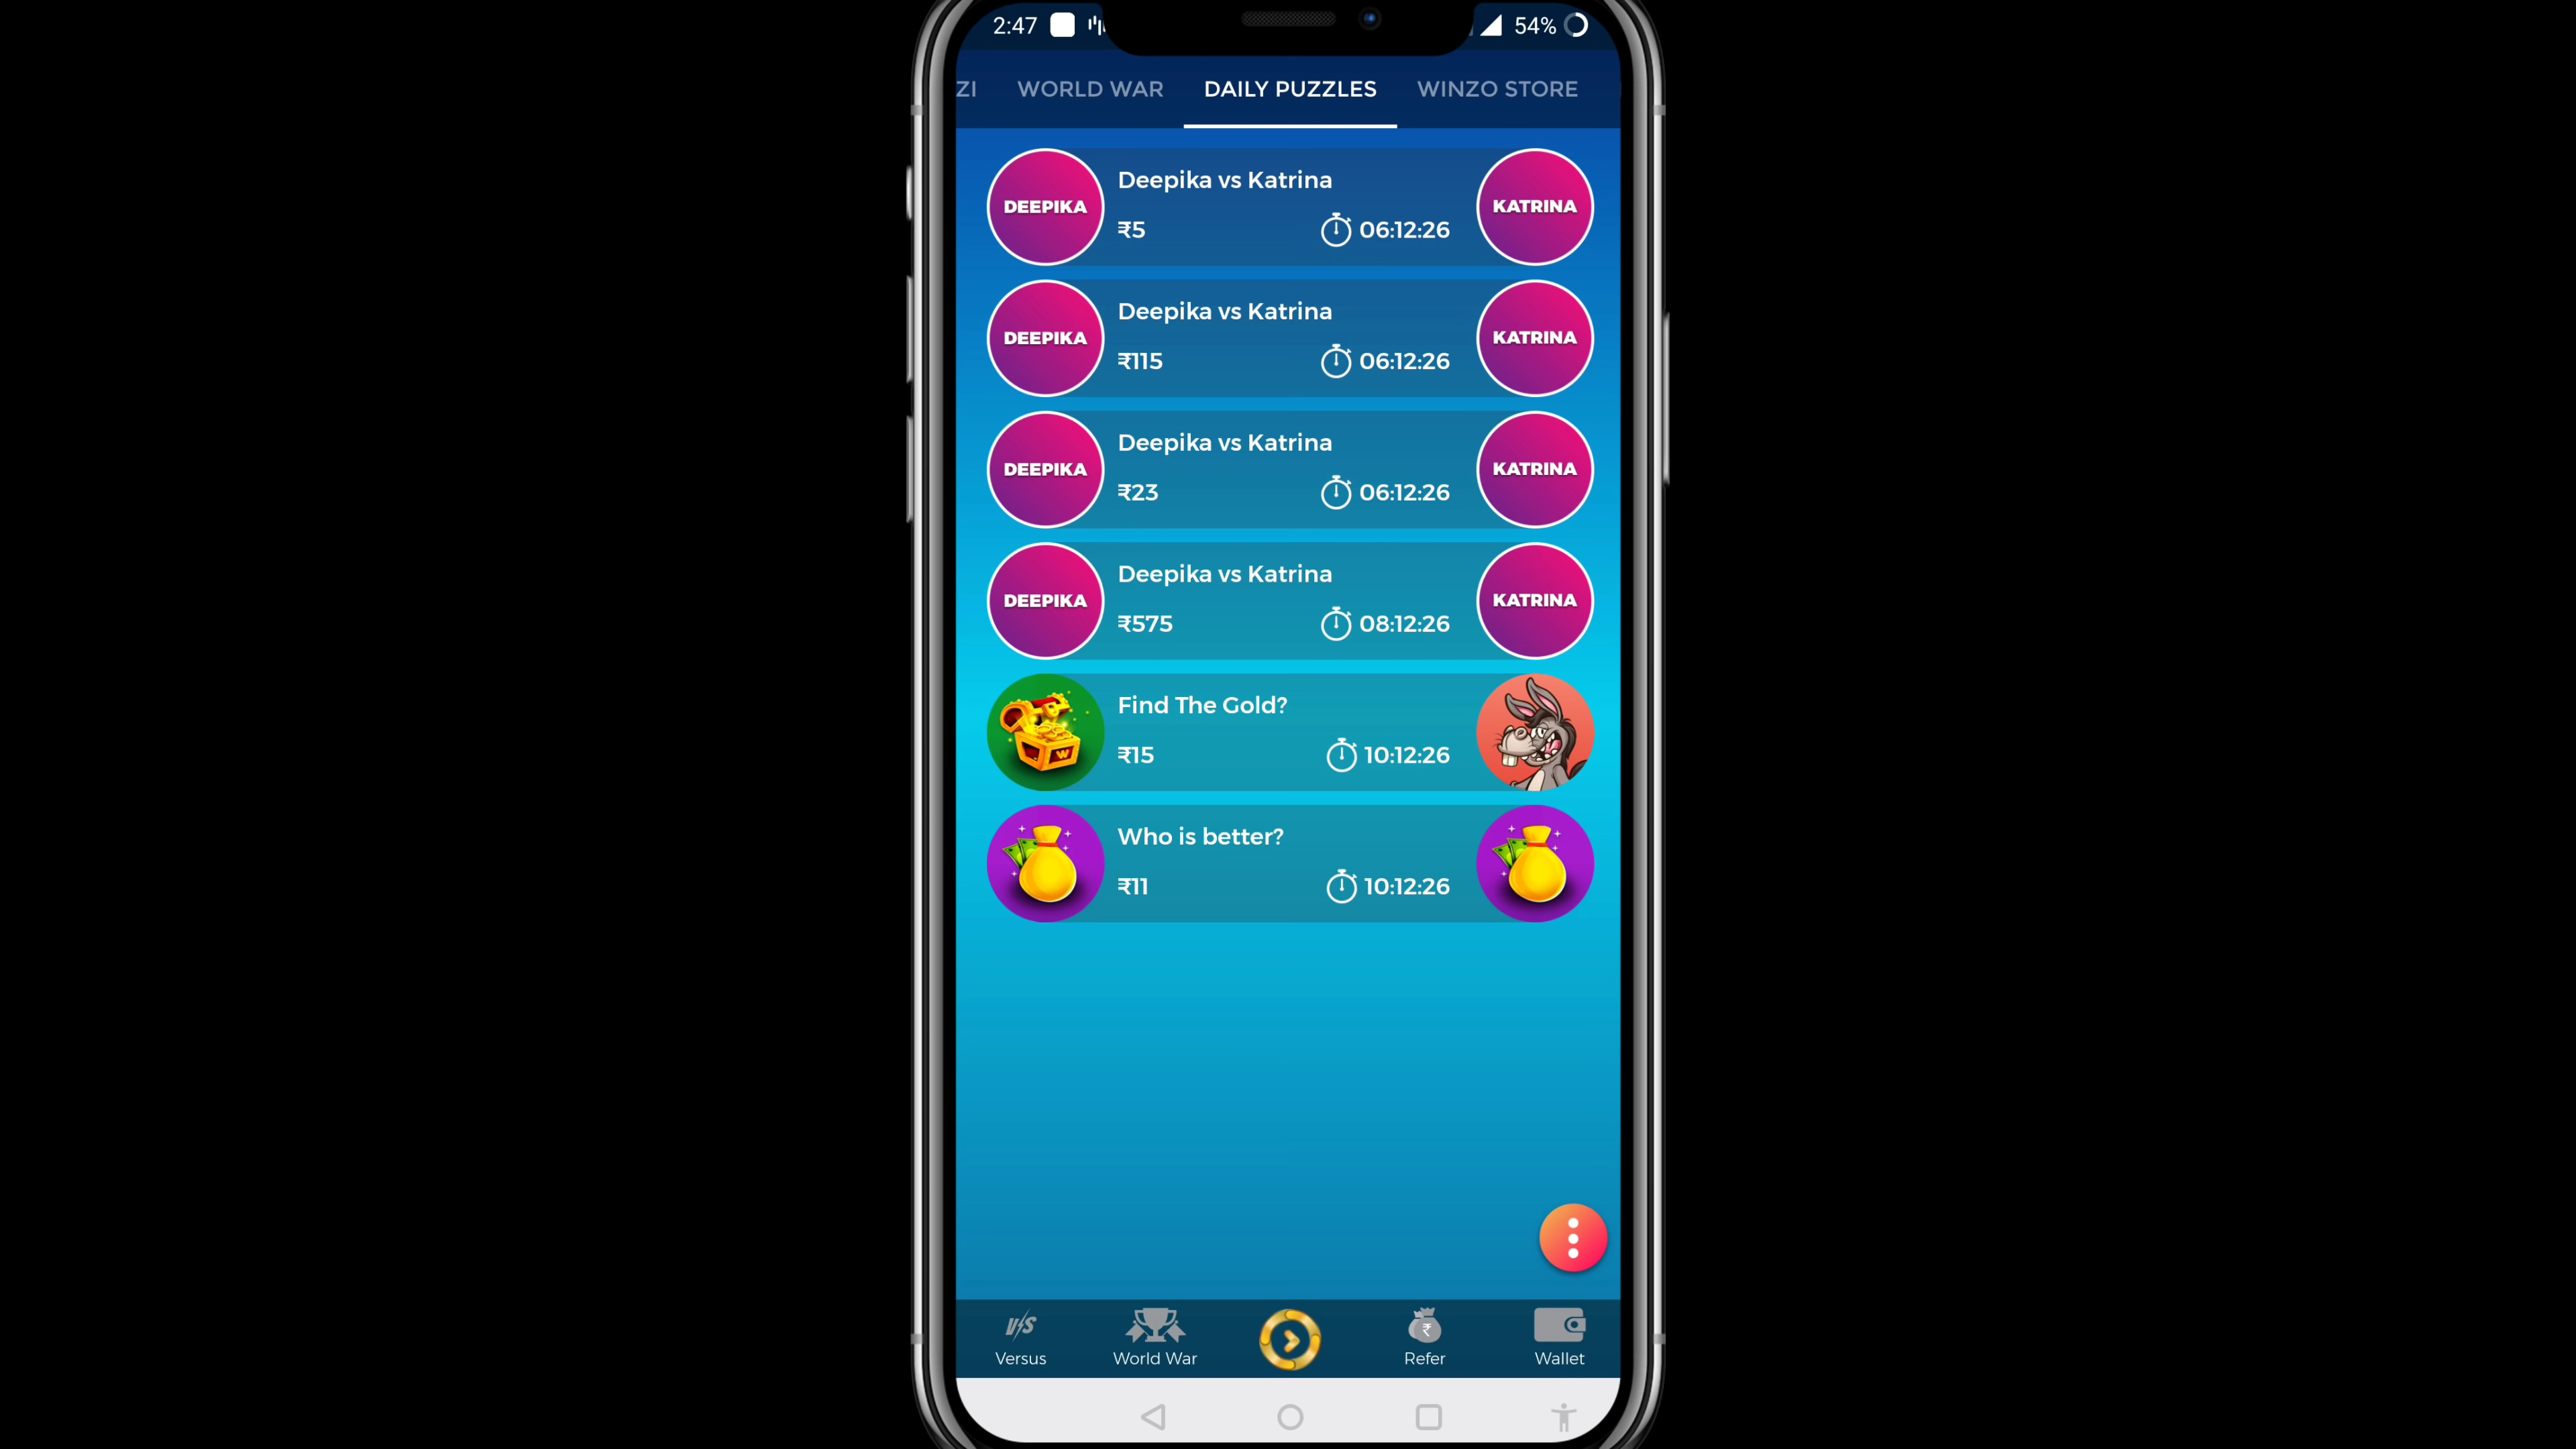 2:47 54%
ZI WORLD WAR DAILY PUZZLES WINZO STORE
DEEPIKA Deepika vs Katrina KATRINA
₹5 06:12:26
DEEPIKA Deepika vs Katrina KATRINA
₹115 06:12:26
DEEPIKA Deepika vs Katrina KATRINA
₹23 06:12:26
DEEPIKA Deepika vs Katrina KATRINA
₹575 08:12:26
Find The Gold?
W
₹15 10:12:26
Who is better?
₹11 10:12:26
V/S ₹
Versus World War Refer Wallet